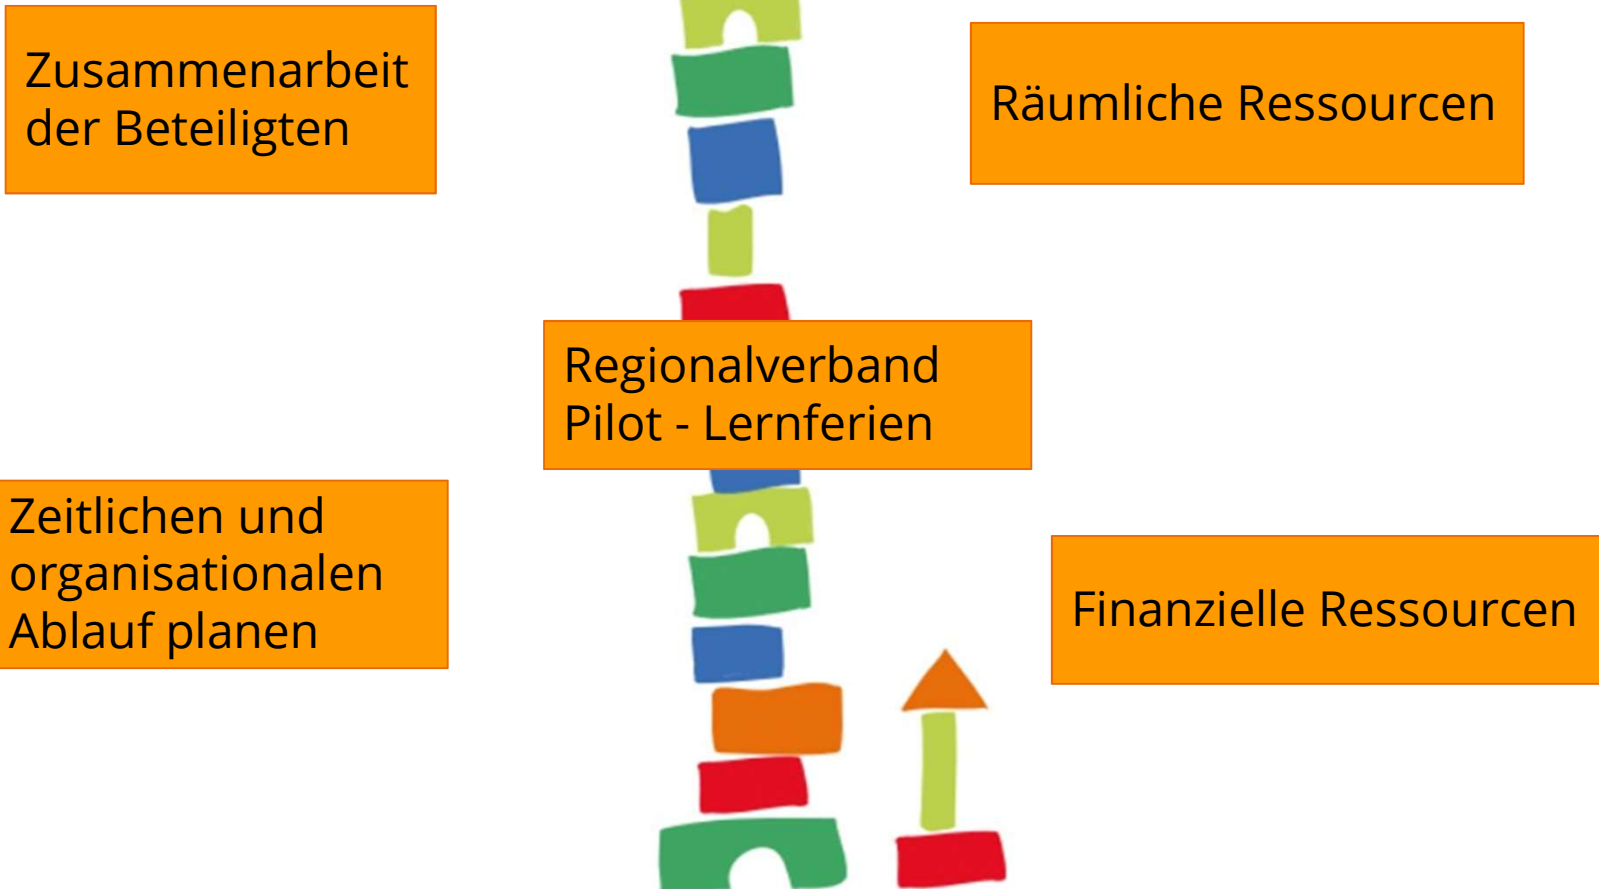 Zusammenarbeit
der Beteiligten
Räumliche Ressourcen
Regionalverband
Pilot - Lernferien
Zeitlichen und
organisationalen
Ablauf planen
Finanzielle Ressourcen